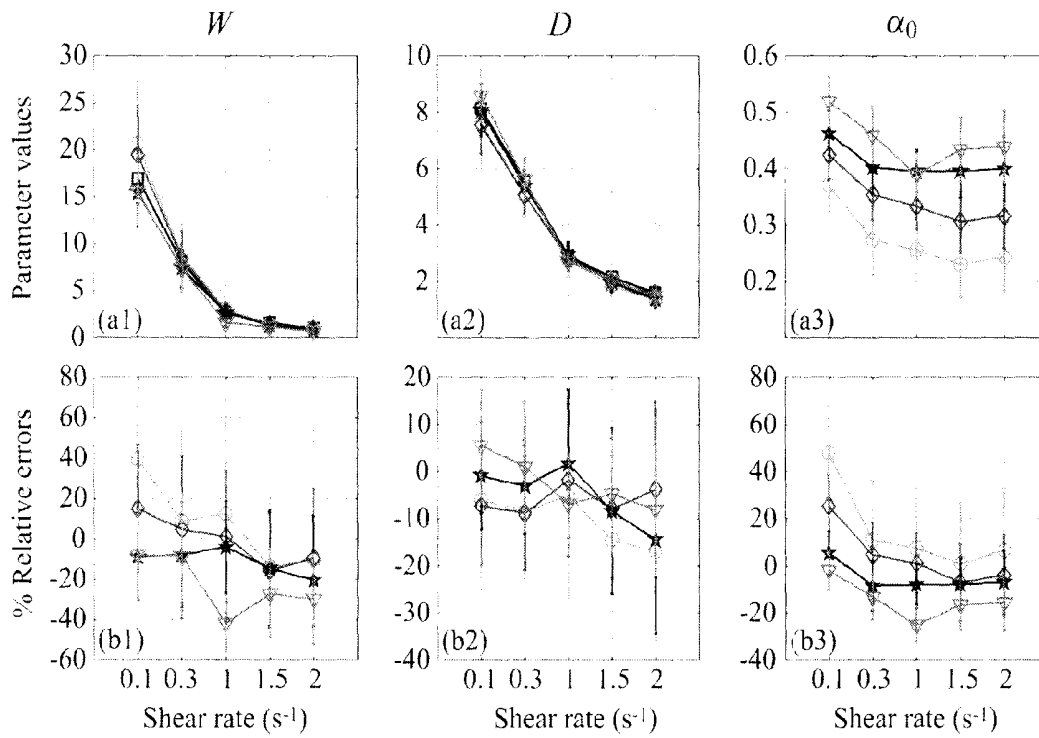 W
D
α₀
Parameter values
30
25
20
15
10
5
0
(a1)
8
6
4
2
10
(a2)
0.6
0.5
0.4
0.3
0.2
(a3)
% Relative errors
80
60
40
20
0
-20
-40
-60
(b1)
20
10
0
-10
-20
-30
-40
(b2)
80
60
40
20
0
-20
-40
(b3)
0.1 0.3 1 1.5 2
0.1 0.3 1 1.5 2
0.1 0.3 1 1.5 2
Shear rate (s⁻¹)
Shear rate (s⁻¹)
Shear rate (s⁻¹)